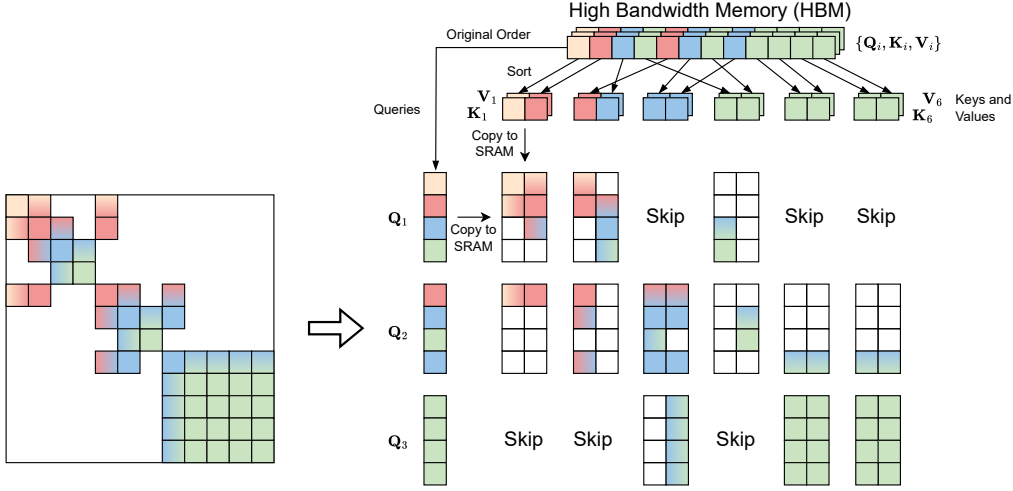 High Bandwidth Memory (HBM)
Original Order
{Q_i, K_i, V_i}
Sort
Queries
V_1
K_1
V_6
K_6
Keys and
Values
Copy to
SRAM
Q_1
Copy to
SRAM
Skip
Skip
Skip
Q_2
Q_3
Skip
Skip
Skip